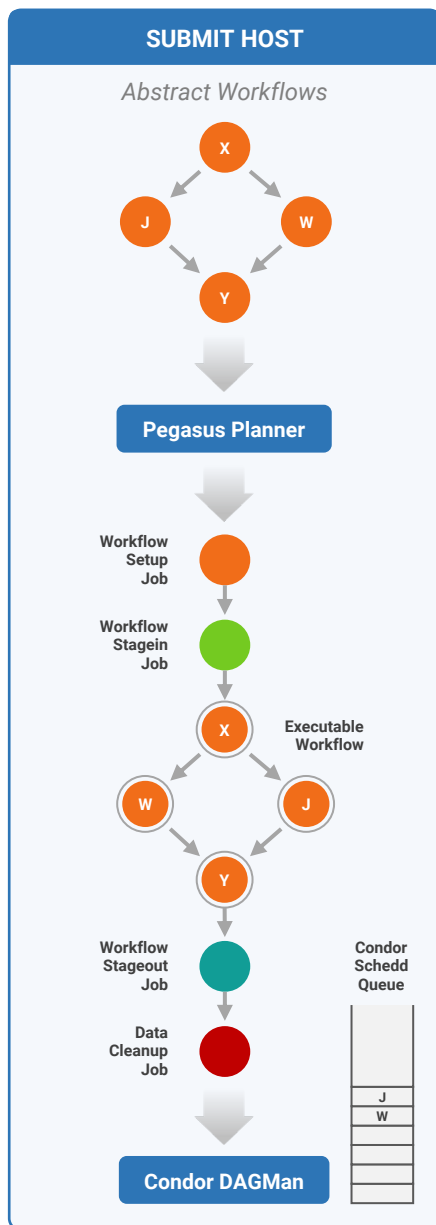 SUBMIT HOST
Abstract Workflows
X
J
W
Y
Pegasus Planner
Workflow
Setup
Job
Workflow
Stagein
Job
X
Executable
Workflow
W
J
Y
Workflow
Stageout
Job
Condor
Schedd
Queue
Data
Cleanup
Job
J
W
Condor DAGMan